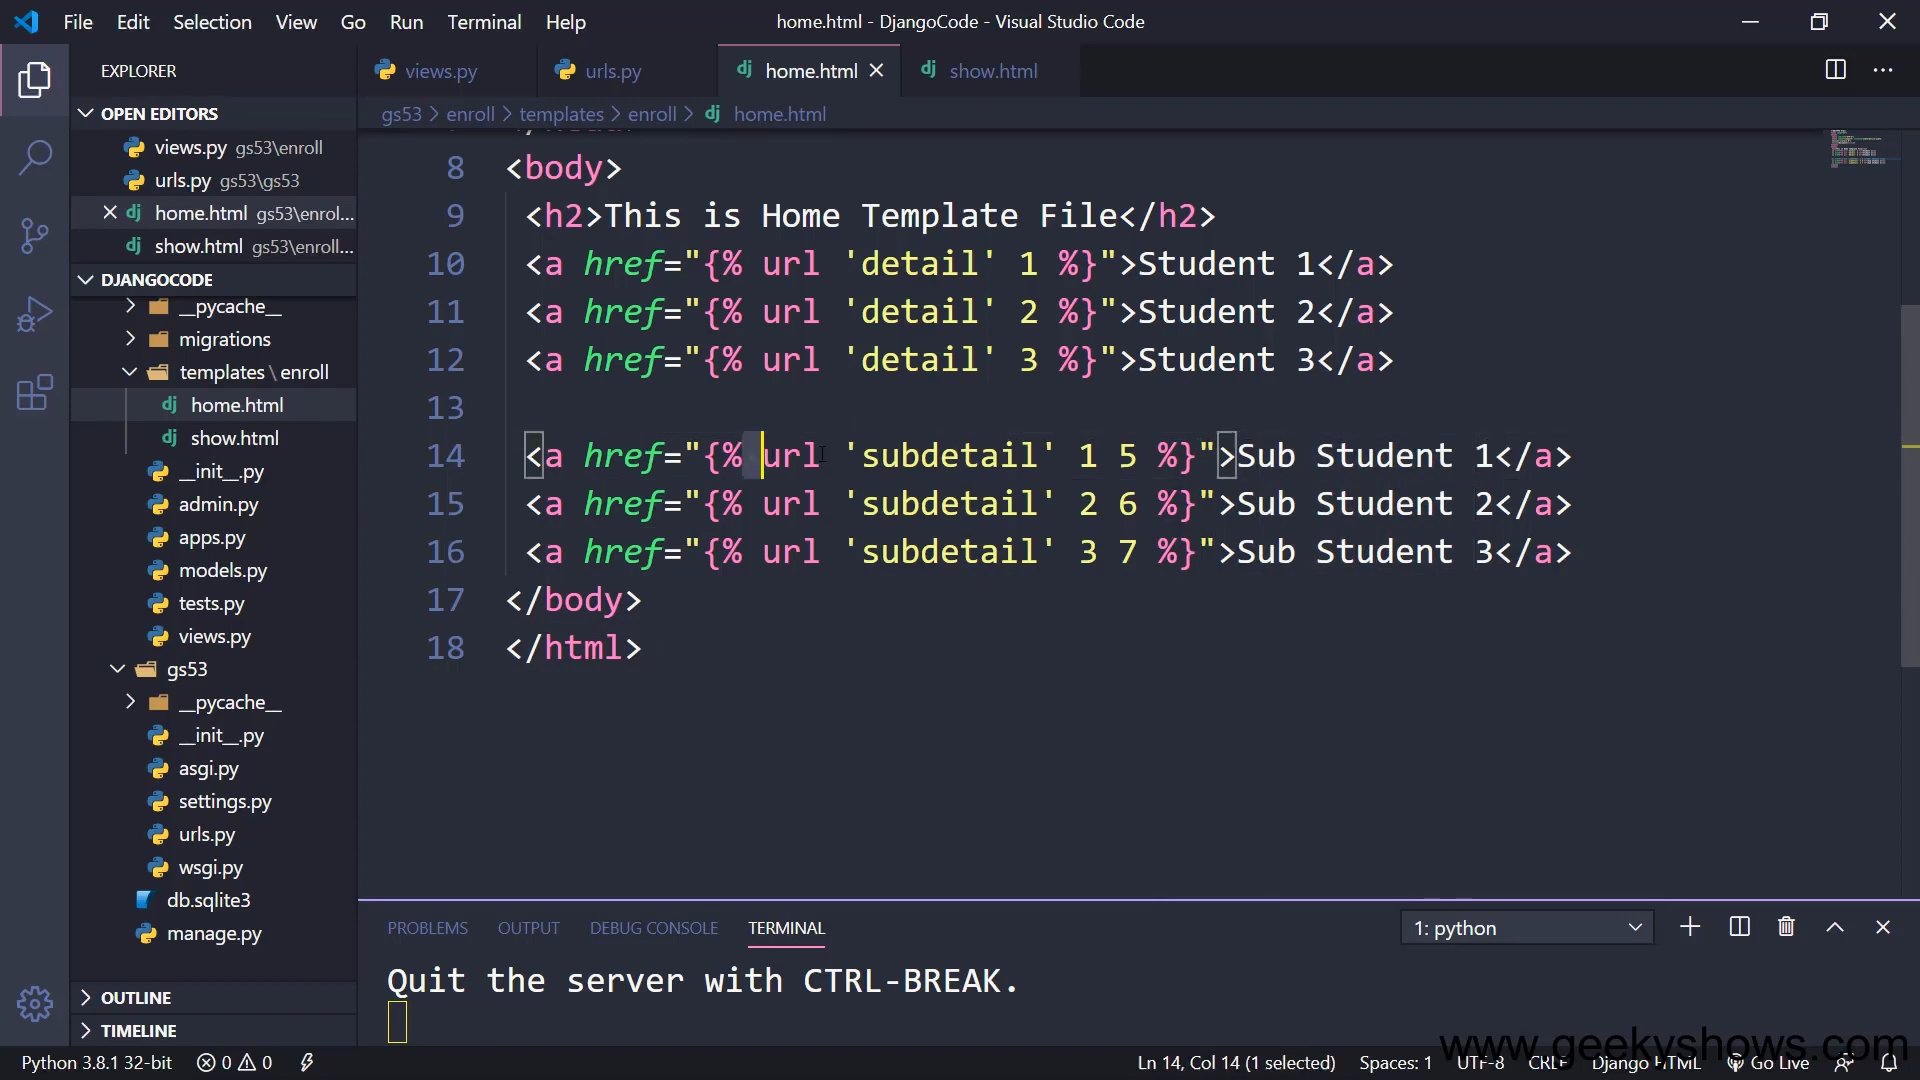 File Edit Selection View Go Run Terminal Help
home.html - DjangoCode - Visual Studio Code
EXPLORER
OPEN EDITORS
views.py gs53\enroll
urls.py gs53\gs53
home.html gs53\enrol...
show.html gs53\enroll...
DJANGOCODE
__pycache__
migrations
templates \ enroll
home.html
show.html
__init__.py
admin.py
apps.py
models.py
tests.py
views.py
gs53
__pycache__
__init__.py
asgi.py
settings.py
urls.py
wsgi.py
db.sqlite3
manage.py
OUTLINE
TIMELINE
views.py urls.py home.html show.html
gs53 > enroll > templates > enroll > home.html
8 <body>
9 <h2>This is Home Template File</h2>
10 <a href="{% url 'detail' 1 %}">Student 1</a>
11 <a href="{% url 'detail' 2 %}">Student 2</a>
12 <a href="{% url 'detail' 3 %}">Student 3</a>
13
14 <a href="{% url 'subdetail' 1 5 %}">Sub Student 1</a>
15 <a href="{% url 'subdetail' 2 6 %}">Sub Student 2</a>
16 <a href="{% url 'subdetail' 3 7 %}">Sub Student 3</a>
17 </body>
18 </html>
PROBLEMS OUTPUT DEBUG CONSOLE TERMINAL 1: python
Quit the server with CTRL-BREAK.
www.geekyshows.com
Python 3.8.1 32-bit 0 0 Ln 14, Col 14 (1 selected) Spaces: 1 UTF-8 CRLF Django HTML Go Live